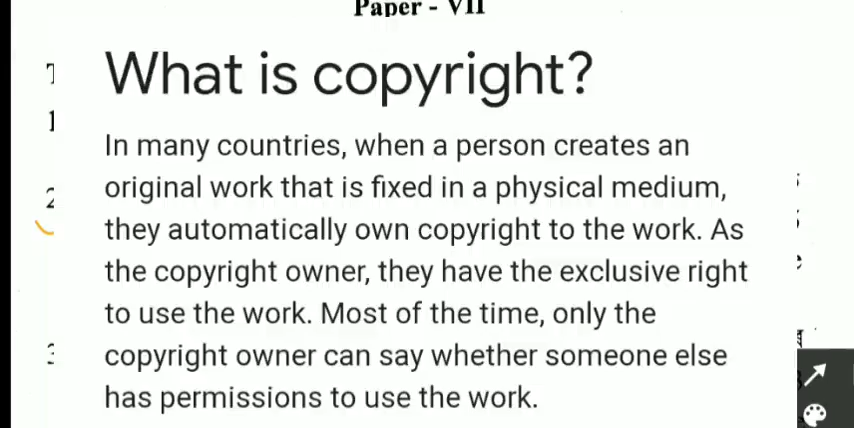 Paper - VII
What is copyright?
In many countries, when a person creates an
original work that is fixed in a physical medium,
they automatically own copyright to the work. As
the copyright owner, they have the exclusive right
to use the work. Most of the time, only the
copyright owner can say whether someone else
has permissions to use the work.